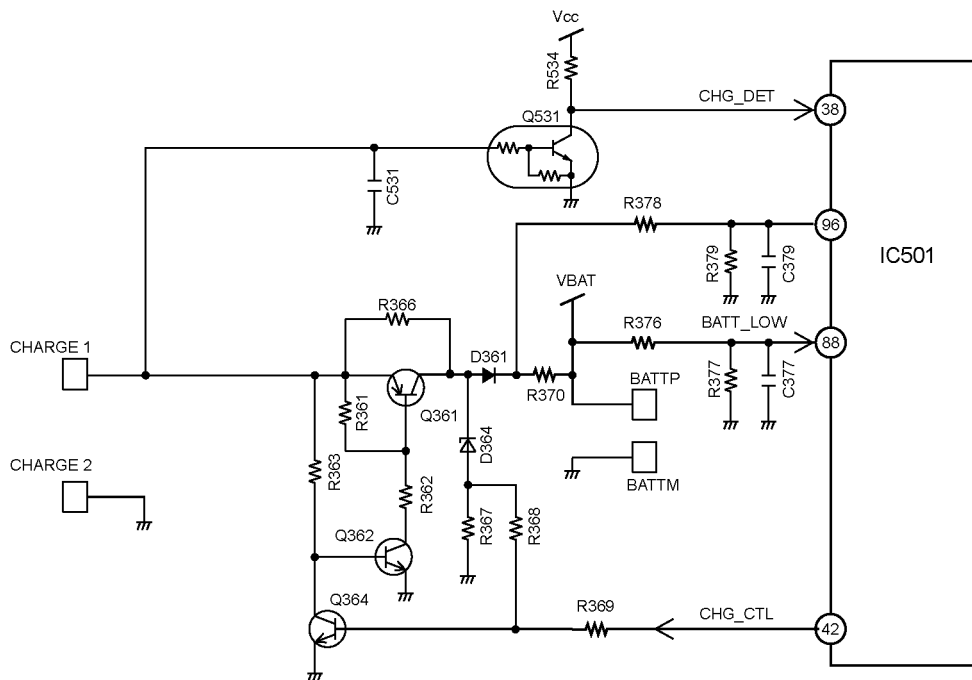 Vcc
R534
CHG_DET
38
Q531
C531
R378
96
R379
C379
IC501
VBAT
R366
R376
BATT_LOW
88
CHARGE 1
D361
R370
BATTP
R377
C377
R361
Q361
D364
CHARGE 2
R363
R362
BATTM
R367
R368
Q362
Q364
R369
CHG_CTL
42